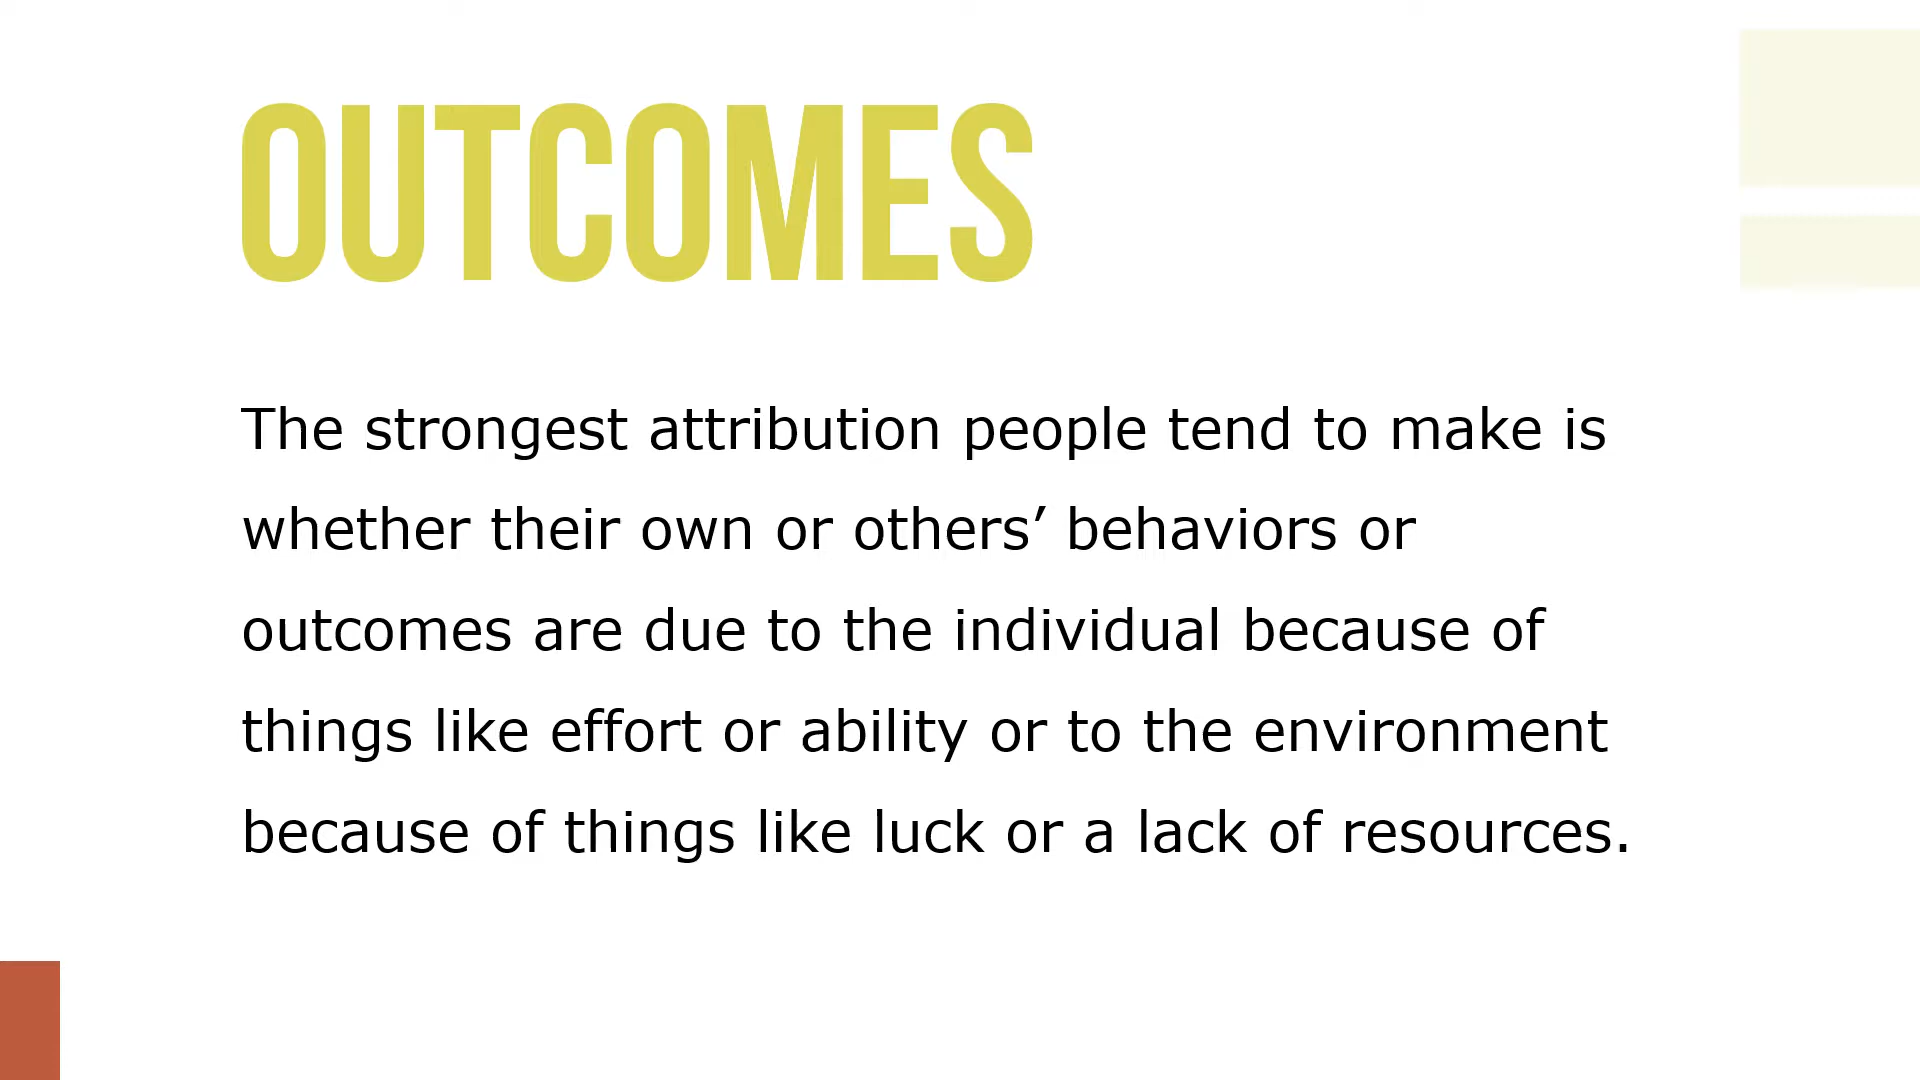 OUTCOMES
The strongest attribution people tend to make is
whether their own or others’ behaviors or
outcomes are due to the individual because of
things like effort or ability or to the environment
because of things like luck or a lack of resources.